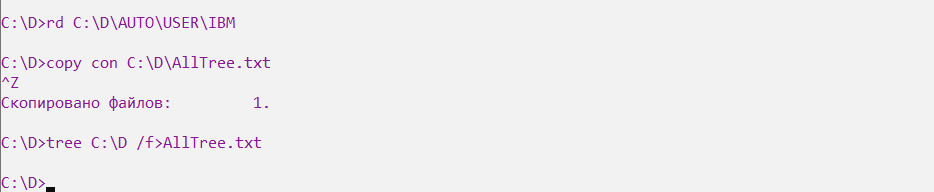 C:\D>rd C:\D\AUTO\USER\IBM
C:\D>copy con C:\D\AllTree.txt
^Z
Скопировано файлов:         1.
C:\D>tree C:\D /f>AllTree.txt
C:\D>